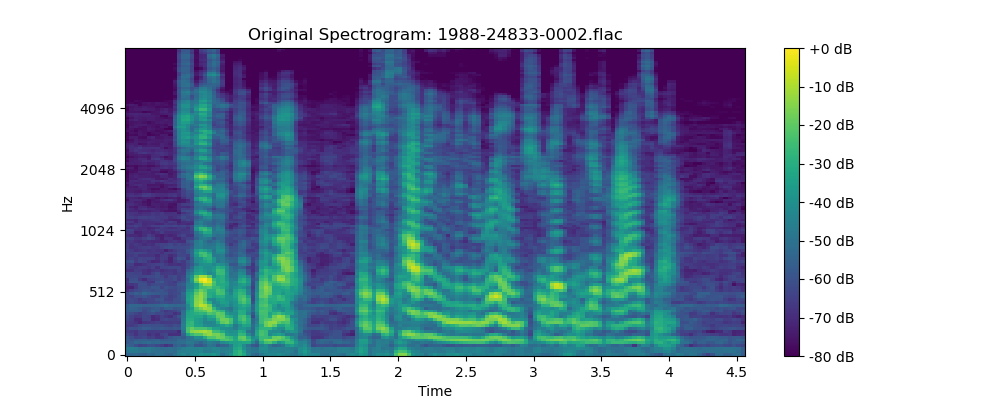 Original Spectrogram: 1988-24833-0002.flac
+0 dB
-10 dB
-20 dB
-30 dB
-40 dB
-50 dB
-60 dB
-70 dB
-80 dB
Hz
4096
2048
1024
512
0
0 0.5 1 1.5 2 2.5 3 3.5 4 4.5
Time